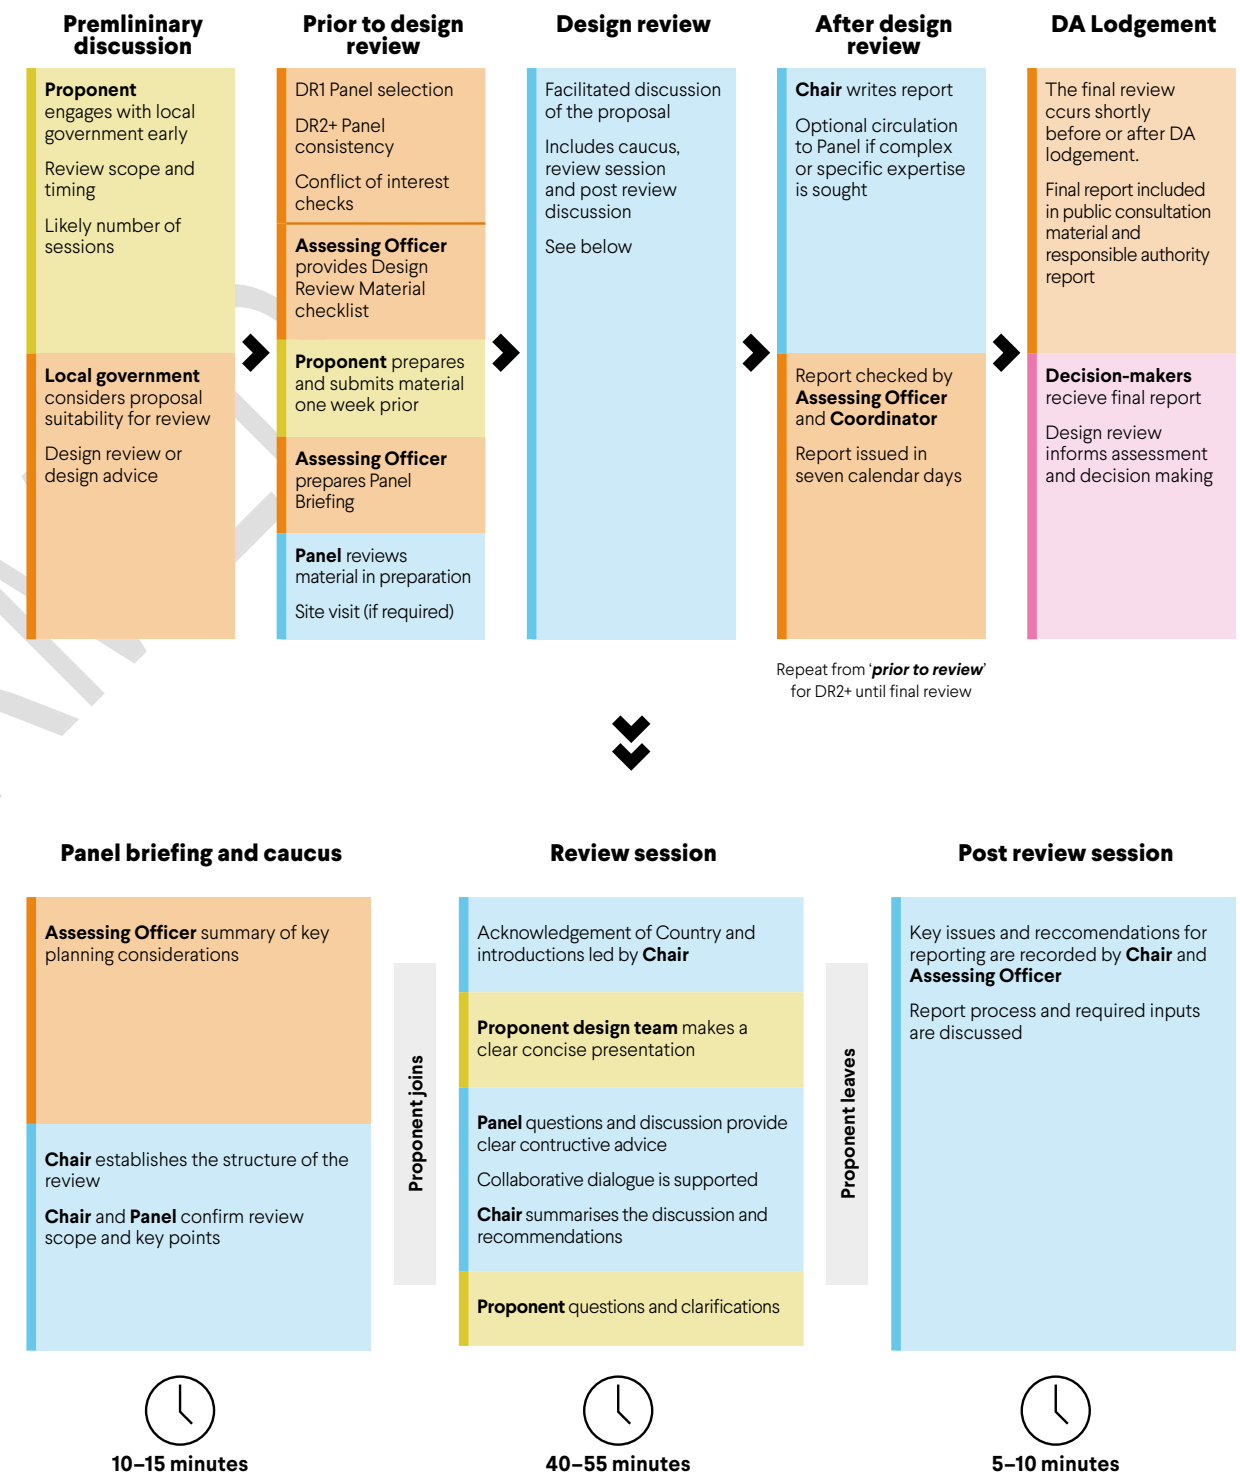 Premlininary
discussion
Proponent
engages with local
government early
Review scope and
timing
Likely number of
sessions
Local government
considers proposal
suitability for review
Design review or
design advice
Prior to design
review
DR1 Panel selection
DR2+ Panel
consistency
Conflict of interest
checks
Assessing Officer
provides Design
Review Material
checklist
Proponent prepares
and submits material
one week prior
Assessing Officer
prepares Panel
Briefing
Panel reviews
material in preparation
Site visit (if required)
Design review
Facilitated discussion
of the proposal
Includes caucus,
review session
and post review
discussion
See below
After design
review
Chair writes report
Optional circulation
to Panel if complex
or specific expertise
is sought
Report checked by
Assessing Officer
and Coordinator
Report issued in
seven calendar days
Repeat from ‘prior to review’
for DR2+ until final review
DA Lodgement
The final review
ccurs shortly
before or after DA
lodgement.
Final report included
in public consultation
material and
responsible authority
report
Decision-makers
recieve final report
Design review
informs assessment
and decision making
Panel briefing and caucus
Assessing Officer summary of key
planning considerations
Chair establishes the structure of the
review
Chair and Panel confirm review
scope and key points
10–15 minutes
Proponent joins
Review session
Acknowledgement of Country and
introductions led by Chair
Proponent design team makes a
clear concise presentation
Panel questions and discussion provide
clear contructive advice
Collaborative dialogue is supported
Chair summarises the discussion and
recommendations
Proponent questions and clarifications
40–55 minutes
Proponent leaves
Post review session
Key issues and reccomendations for
reporting are recorded by Chair and
Assessing Officer
Report process and required inputs
are discussed
5–10 minutes